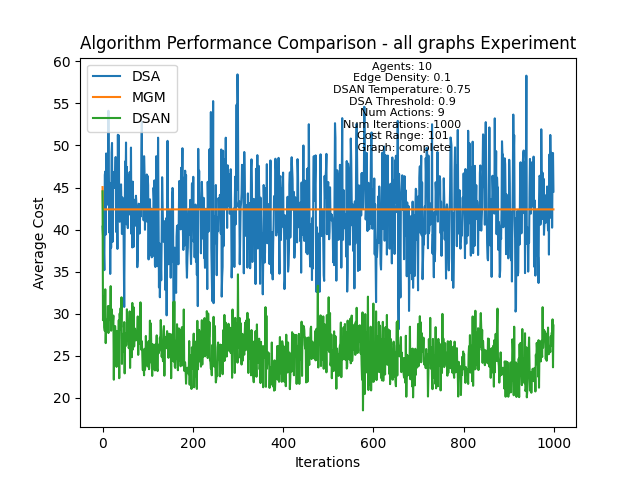 Algorithm Performance Comparison - all graphs Experiment
DSA
MGM
DSAN
Agents: 10
Edge Density: 0.1
DSAN Temperature: 0.75
DSA Threshold: 0.9
Num Actions: 9
Num Iterations: 1000
Cost Range: 101
Graph: complete
60
55
50
45
40
35
30
25
20
Average Cost
0
200
400
600
800
1000
Iterations